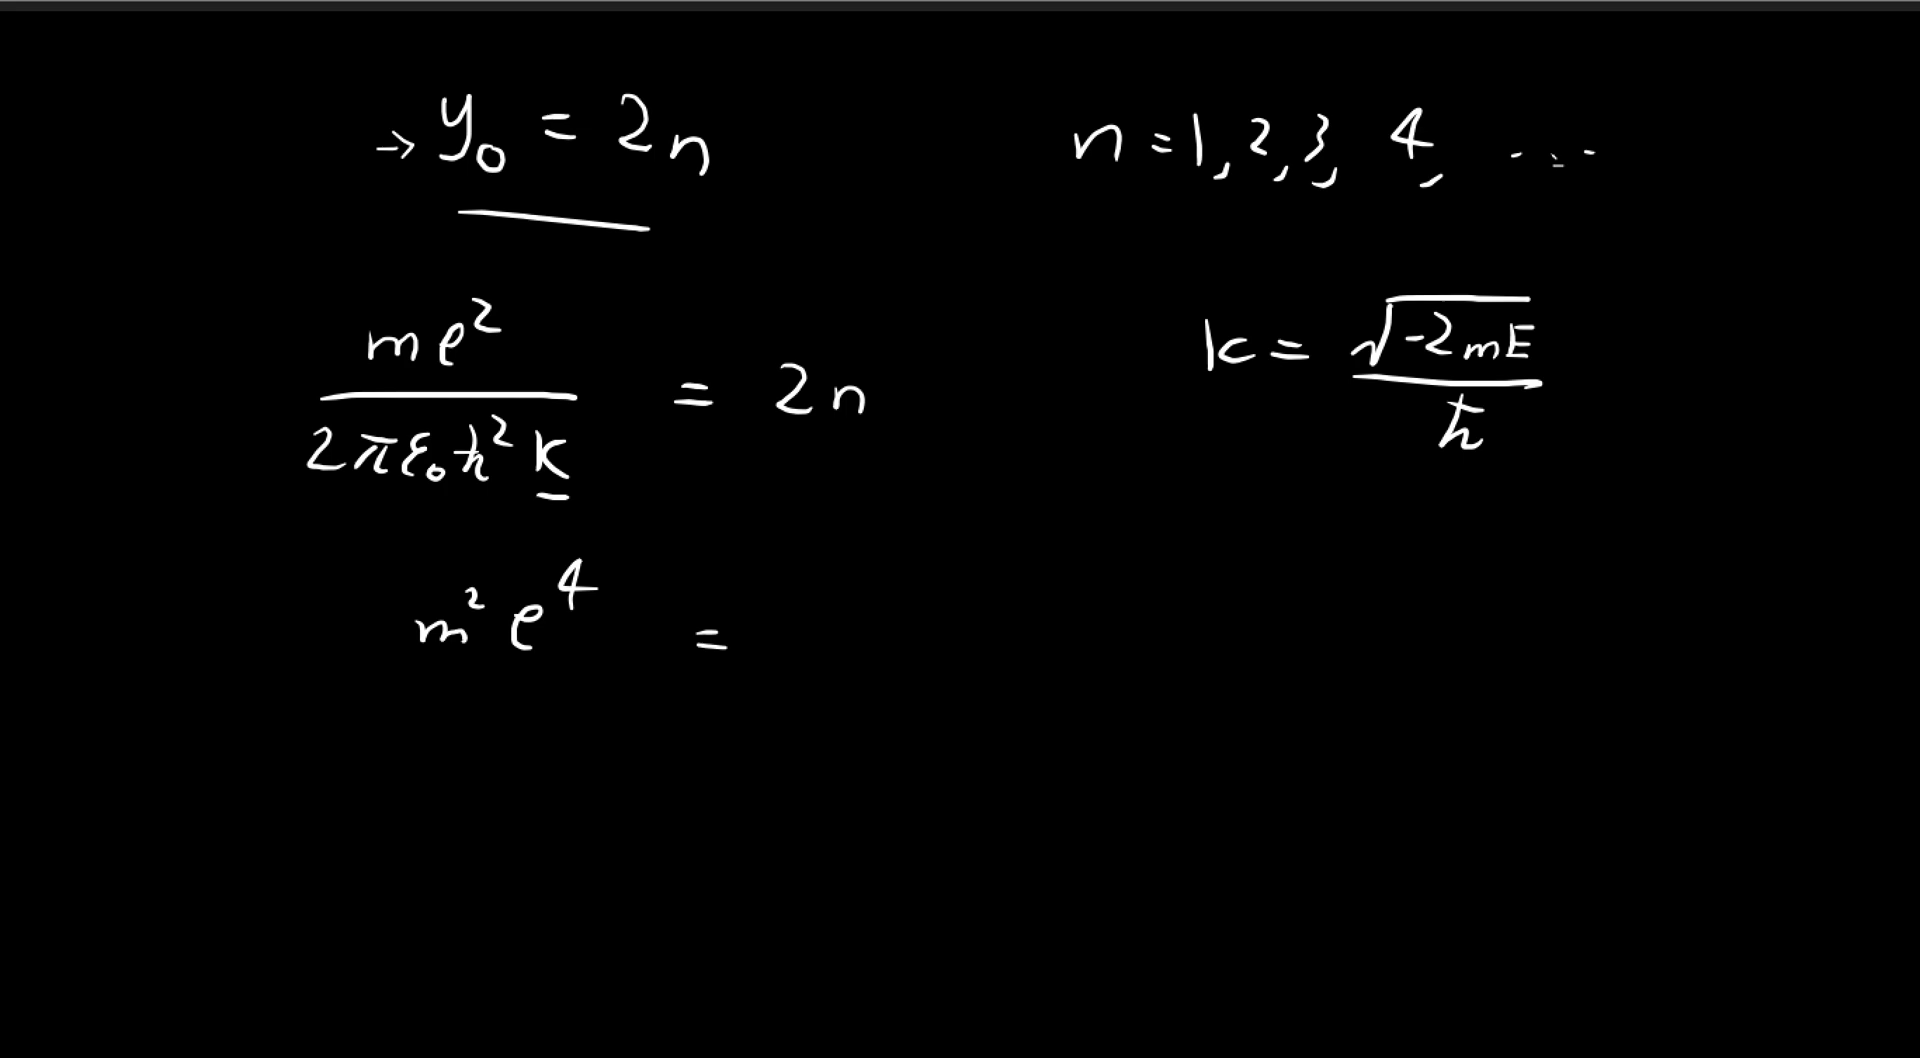 → y₀ = 2n n = 1, 2, 3, 4, ....
me² / 2πε₀ħ²k = 2n k = √-2mE / ħ
m²e⁴ =